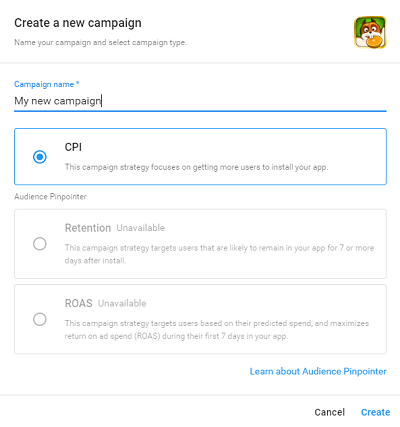 Create a new campaign
Name your campaign and select campaign type.
Campaign name *
My new campaign
CPI
This campaign strategy focuses on getting more users to install your app.
Audience Pinpointer
Retention Unavailable
This campaign strategy targets users that are likely to remain in your app for 7 or more
days after install.
ROAS Unavailable
This campaign strategy targets users based on their predicted spend, and maximizes
return on ad spend (ROAS) during their first 7 days in your app.
Learn about Audience Pinpointer
Cancel Create